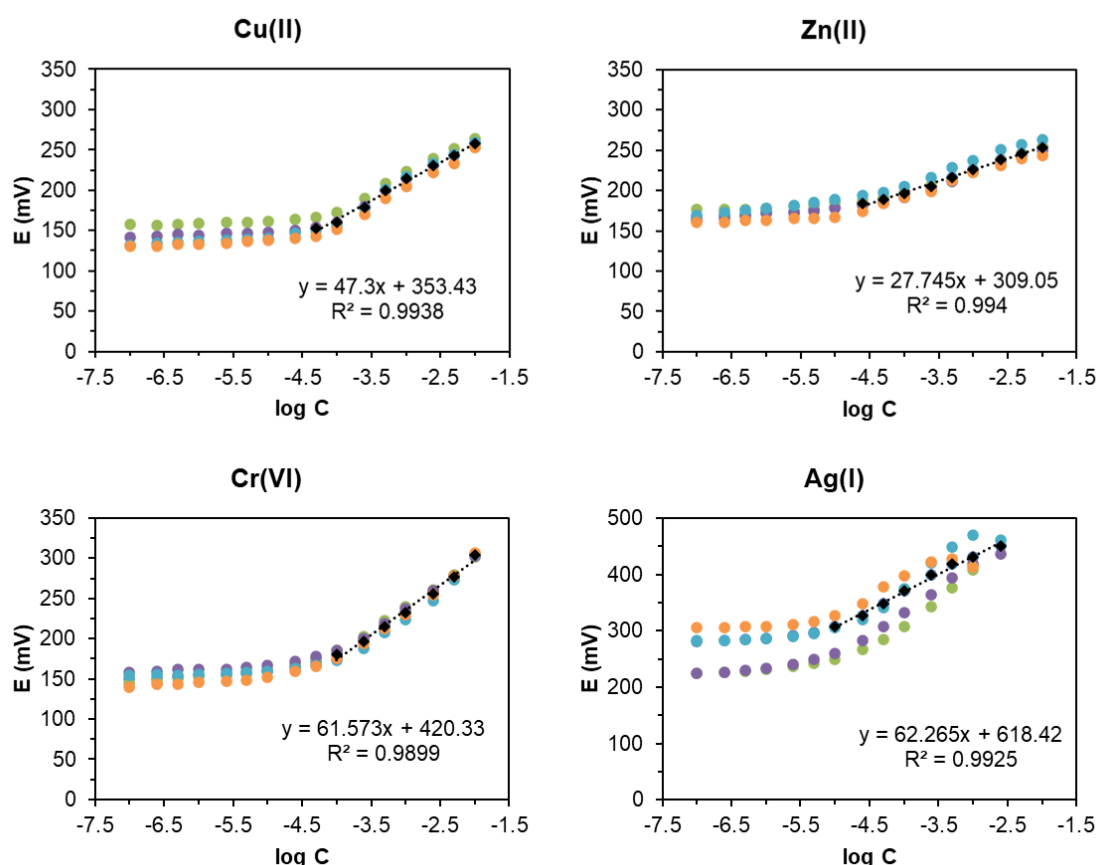 Cu(II)
E (mV)
350
300
250
200
150
100
50
0
y = 47.3x + 353.43
R² = 0.9938
-7.5 -6.5 -5.5 -4.5 -3.5 -2.5 -1.5
log C
Zn(II)
E (mV)
350
300
250
200
150
100
50
0
y = 27.745x + 309.05
R² = 0.994
-7.5 -6.5 -5.5 -4.5 -3.5 -2.5 -1.5
log C
Cr(VI)
E (mV)
350
300
250
200
150
100
50
0
y = 61.573x + 420.33
R² = 0.9899
-7.5 -6.5 -5.5 -4.5 -3.5 -2.5 -1.5
log C
Ag(I)
E (mV)
500
400
300
200
100
0
y = 62.265x + 618.42
R² = 0.9925
-7.5 -6.5 -5.5 -4.5 -3.5 -2.5 -1.5
log C